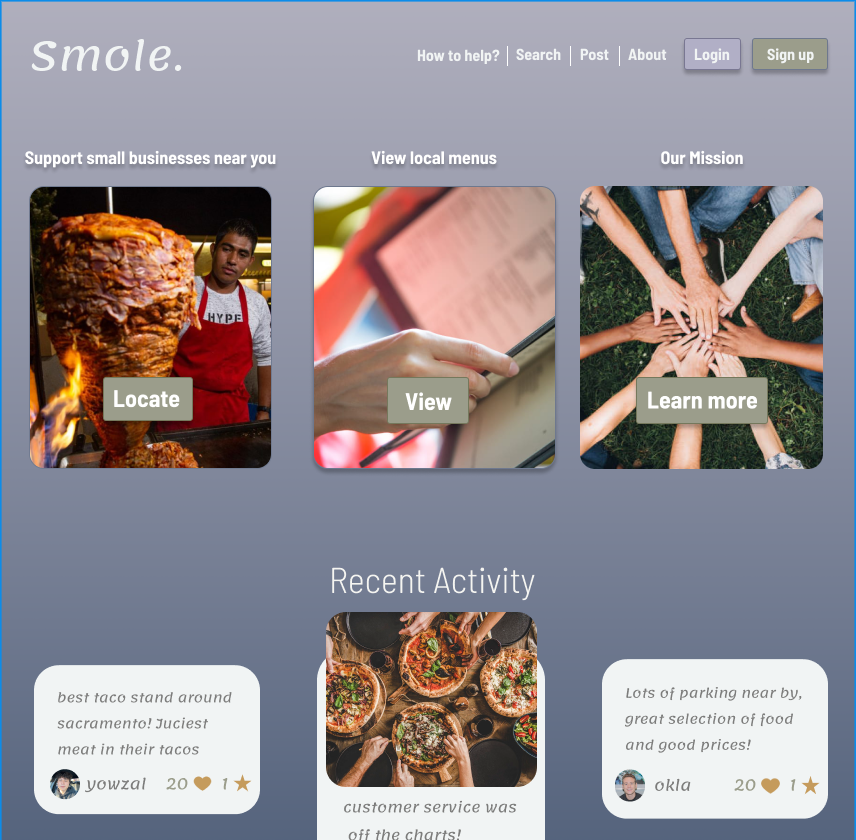 Smole.
How to help? Search Post About Login Sign up
Support small businesses near you
View local menus
Our Mission
HYPE
Locate
View
Learn more
Recent Activity
best taco stand around
sacramento! Juciest
meat in their tacos
yowzal 20 1
customer service was
off the charts!
Lots of parking near by,
great selection of food
and good prices!
okla 20 1